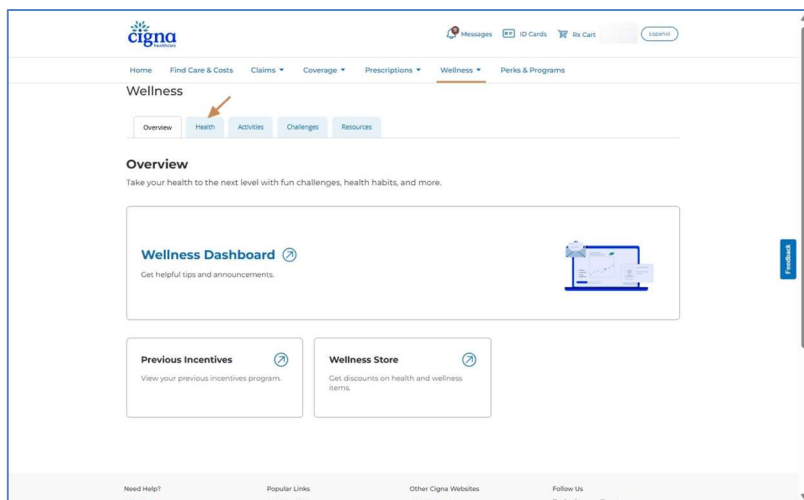 cigna
healthcare
Messages ID Cards Rx Cart español
Home Find Care & Costs Claims Coverage Prescriptions Wellness Perks & Programs
Wellness
Overview Health Activities Challenges Resources
Overview
Take your health to the next level with fun challenges, health habits, and more.
Wellness Dashboard
Get helpful tips and announcements.
Feedback
Previous Incentives Wellness Store
View your previous incentives program. Get discounts on health and wellness
items.
Need Help? Popular Links Other Cigna Websites Follow Us